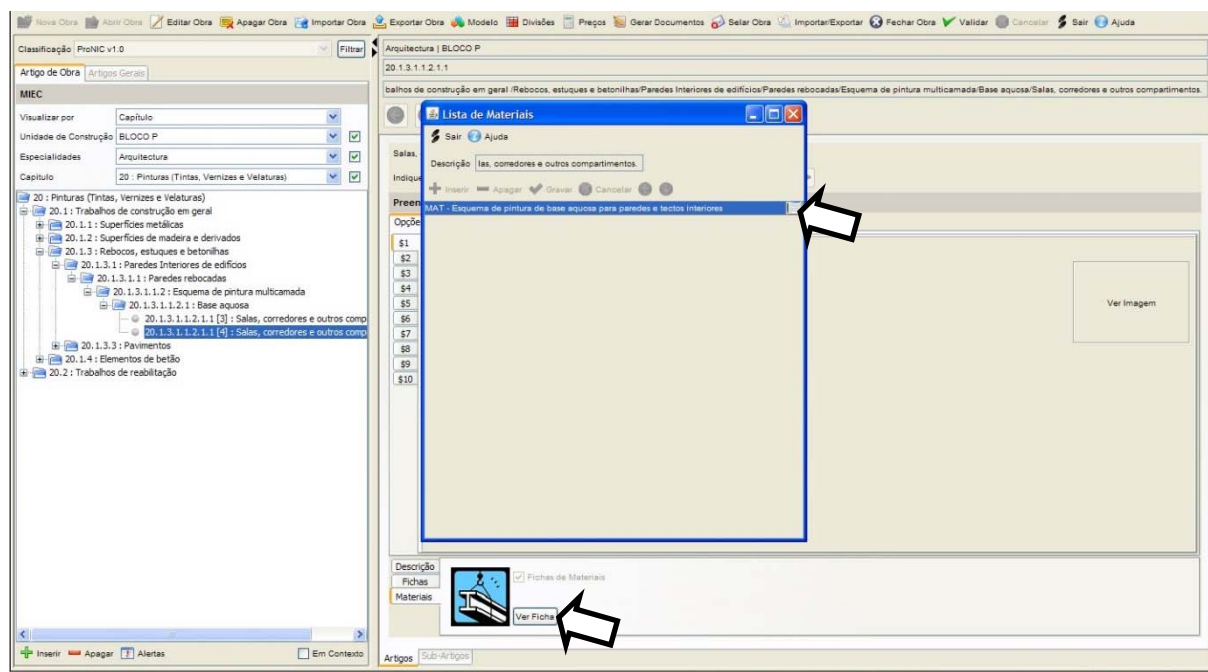 Nova Obra Abrir Obra Editar Obra Apagar Obra Importar Obra Exportar Obra Modelo Divisões Preços Gerar Documentos Selar Obra Importar/Exportar Fechar Obra Validar Cancelar Sair Ajuda
Classificação ProNIC v1.0 Filtrar
Artigo de Obra Artigos Gerais
MIEC
Visualizar por Capítulo
Unidade de Construção BLOCO P
Especialidades Arquitectura
Capítulo 20 : Pinturas (Tintas, Vernizes e Velaturas)
20 : Pinturas (Tintas, Vernizes e Velaturas)
20.1 : Trabalhos de construção em geral
20.1.1 : Superfícies metálicas
20.1.2 : Superfícies de madeira e derivados
20.1.3 : Rebocos, estuques e betonilhas
20.1.3.1 : Paredes Interiores de edifícios
20.1.3.1.1 : Paredes rebocadas
20.1.3.1.1.2 : Esquema de pintura multicamada
20.1.3.1.1.2.1 : Base aquosa
20.1.3.1.1.2.1.1 [3] : Salas, corredores e outros comp
20.1.3.1.1.2.1.1 [4] : Salas, corredores e outros comp
20.1.3.3 : Pavimentos
20.1.4 : Elementos de betão
20.2 : Trabalhos de reabilitação
Inserir Apagar Alertas Em Contexto
Arquitectura | BLOCO P
20.1.3.1.1.2.1.1
balhos de construção em geral /Rebocos, estuques e betonilhas/Paredes Interiores de edifícios/Paredes rebocadas/Esquema de pintura multicamada/Base aquosa/Salas, corredores e outros compartimentos.
Salas,
Indique
Preen
Opçõe
$1
$2
$3
$4
$5
$6
$7
$8
$9
$10
Lista de Materiais
Sair Ajuda
Descrição las, corredores e outros compartimentos.
Inserir Apagar Gravar Cancelar
MAT - Esquema de pintura de base aquosa para paredes e tectos interiores
Ver Imagem
Descrição
Fichas
Materiais
Fichas de Materiais
Ver Ficha
Artigos Sub-Artigos